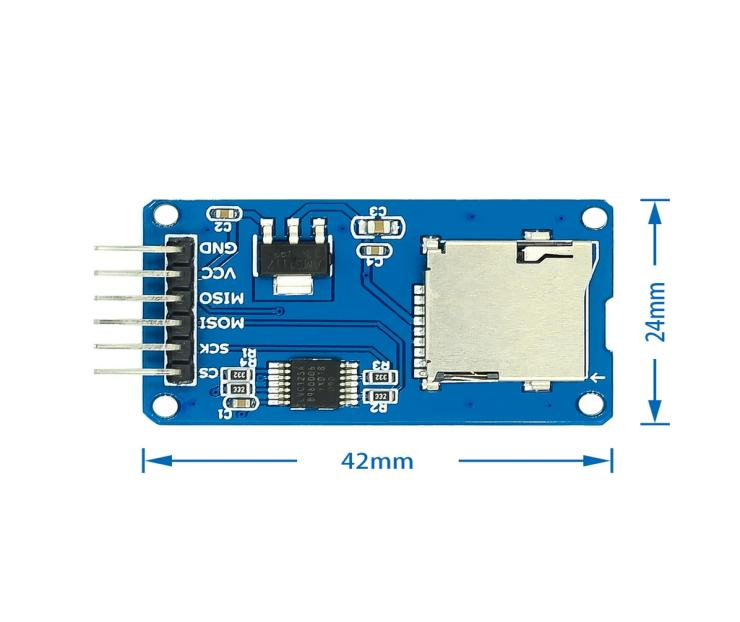 C2
C3
C4
GND
VCC
MISO
MOSI
SCK
CS
R1
R4
332
332
C1
LVC125A
R3
332
332
R2
24mm
42mm